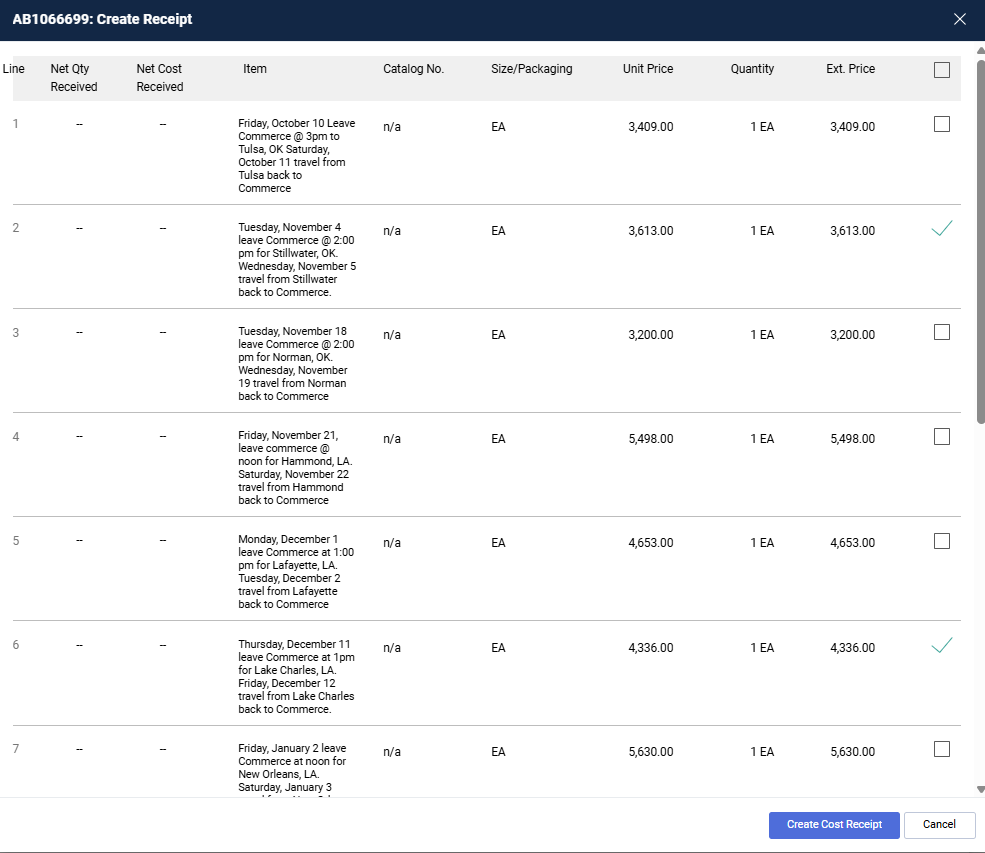 AB1066699: Create Receipt
Line Net Qty Received Net Cost Received Item Catalog No. Size/Packaging Unit Price Quantity Ext. Price
1 -- -- Friday, October 10 Leave n/a EA 3,409.00 1 EA 3,409.00
Commerce @ 3pm to
Tulsa, OK Saturday,
October 11 travel from
Tulsa back to
Commerce
2 -- -- Tuesday, November 4 n/a EA 3,613.00 1 EA 3,613.00
leave Commerce @ 2:00
pm for Stillwater, OK.
Wednesday, November 5
travel from Stillwater
back to Commerce.
3 -- -- Tuesday, November 18 n/a EA 3,200.00 1 EA 3,200.00
leave Commerce @ 2:00
pm for Norman, OK.
Wednesday, November
19 travel from Norman
back to Commerce
4 -- -- Friday, November 21, n/a EA 5,498.00 1 EA 5,498.00
leave commerce @
noon for Hammond, LA.
Saturday, November 22
travel from Hammond
back to Commerce
5 -- -- Monday, December 1 n/a EA 4,653.00 1 EA 4,653.00
leave Commerce at 1:00
pm for Lafayette, LA.
Tuesday, December 2
travel from Lafayette
back to Commerce
6 -- -- Thursday, December 11 n/a EA 4,336.00 1 EA 4,336.00
leave Commerce at 1pm
for Lake Charles, LA.
Friday, December 12
travel from Lake Charles
back to Commerce.
7 -- -- Friday, January 2 leave n/a EA 5,630.00 1 EA 5,630.00
Commerce at noon for
New Orleans, LA.
Saturday, January 3
Create Cost Receipt Cancel